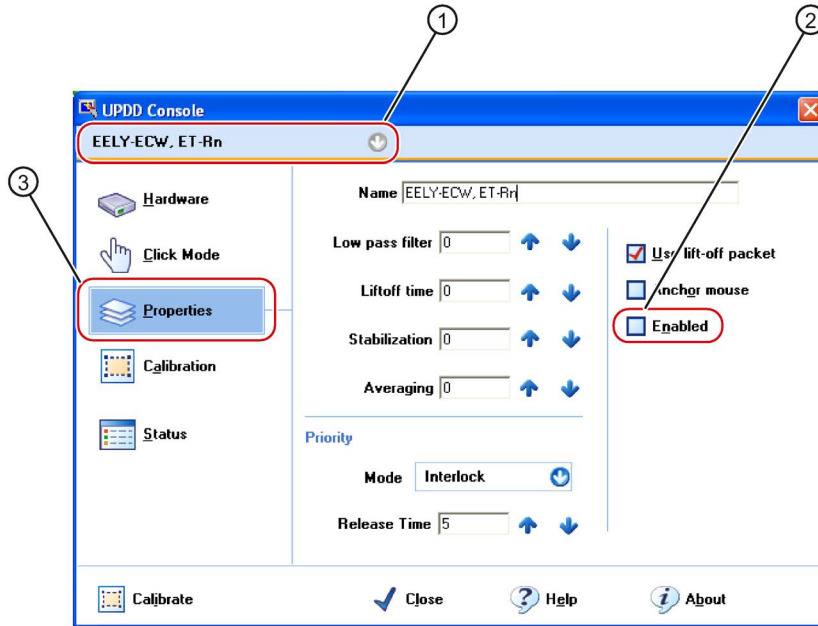 1
2
UPDD Console
EELY-ECW, ET-Rn
3
Hardware
Click Mode
Properties
Calibration
Status
Name EELY-ECW, ET-Rn
Low pass filter 0
Liftoff time 0
Stabilization 0
Averaging 0
Use lift-off packet
Anchor mouse
Enabled
Priority
Mode Interlock
Release Time 5
Calibrate
Close
? Help
i About